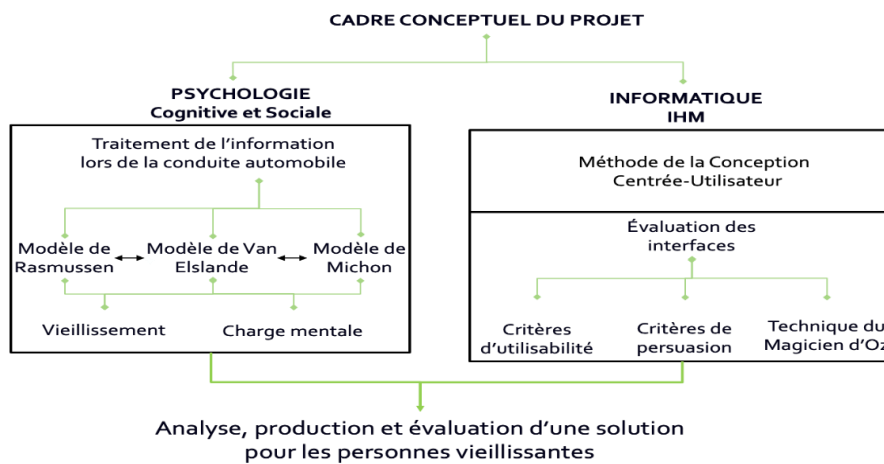 CADRE CONCEPTUEL DU PROJET
PSYCHOLOGIE
Cognitive et Sociale
Traitement de l'information
lors de la conduite automobile
Modèle de
Rasmussen
Modèle de Van
Elslande
Modèle de
Michon
Vieillissement
Charge mentale
INFORMATIQUE
IHM
Méthode de la Conception
Centrée-Utilisateur
Évaluation des
interfaces
Critères
d'utilisabilité
Critères de
persuasion
Technique du
Magicien d'Oz
Analyse, production et évaluation d'une solution
pour les personnes vieillissantes